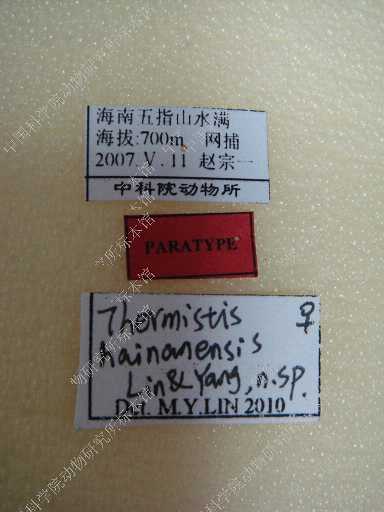 海南五指山水满
海拔:700m 网捕
2007.V.11 赵宗一
中科院动物所
PARATYPE
Thermistis ♀
hainanensis
Lin & Yang, n.sp.
Det. M.Y.LIN 2010